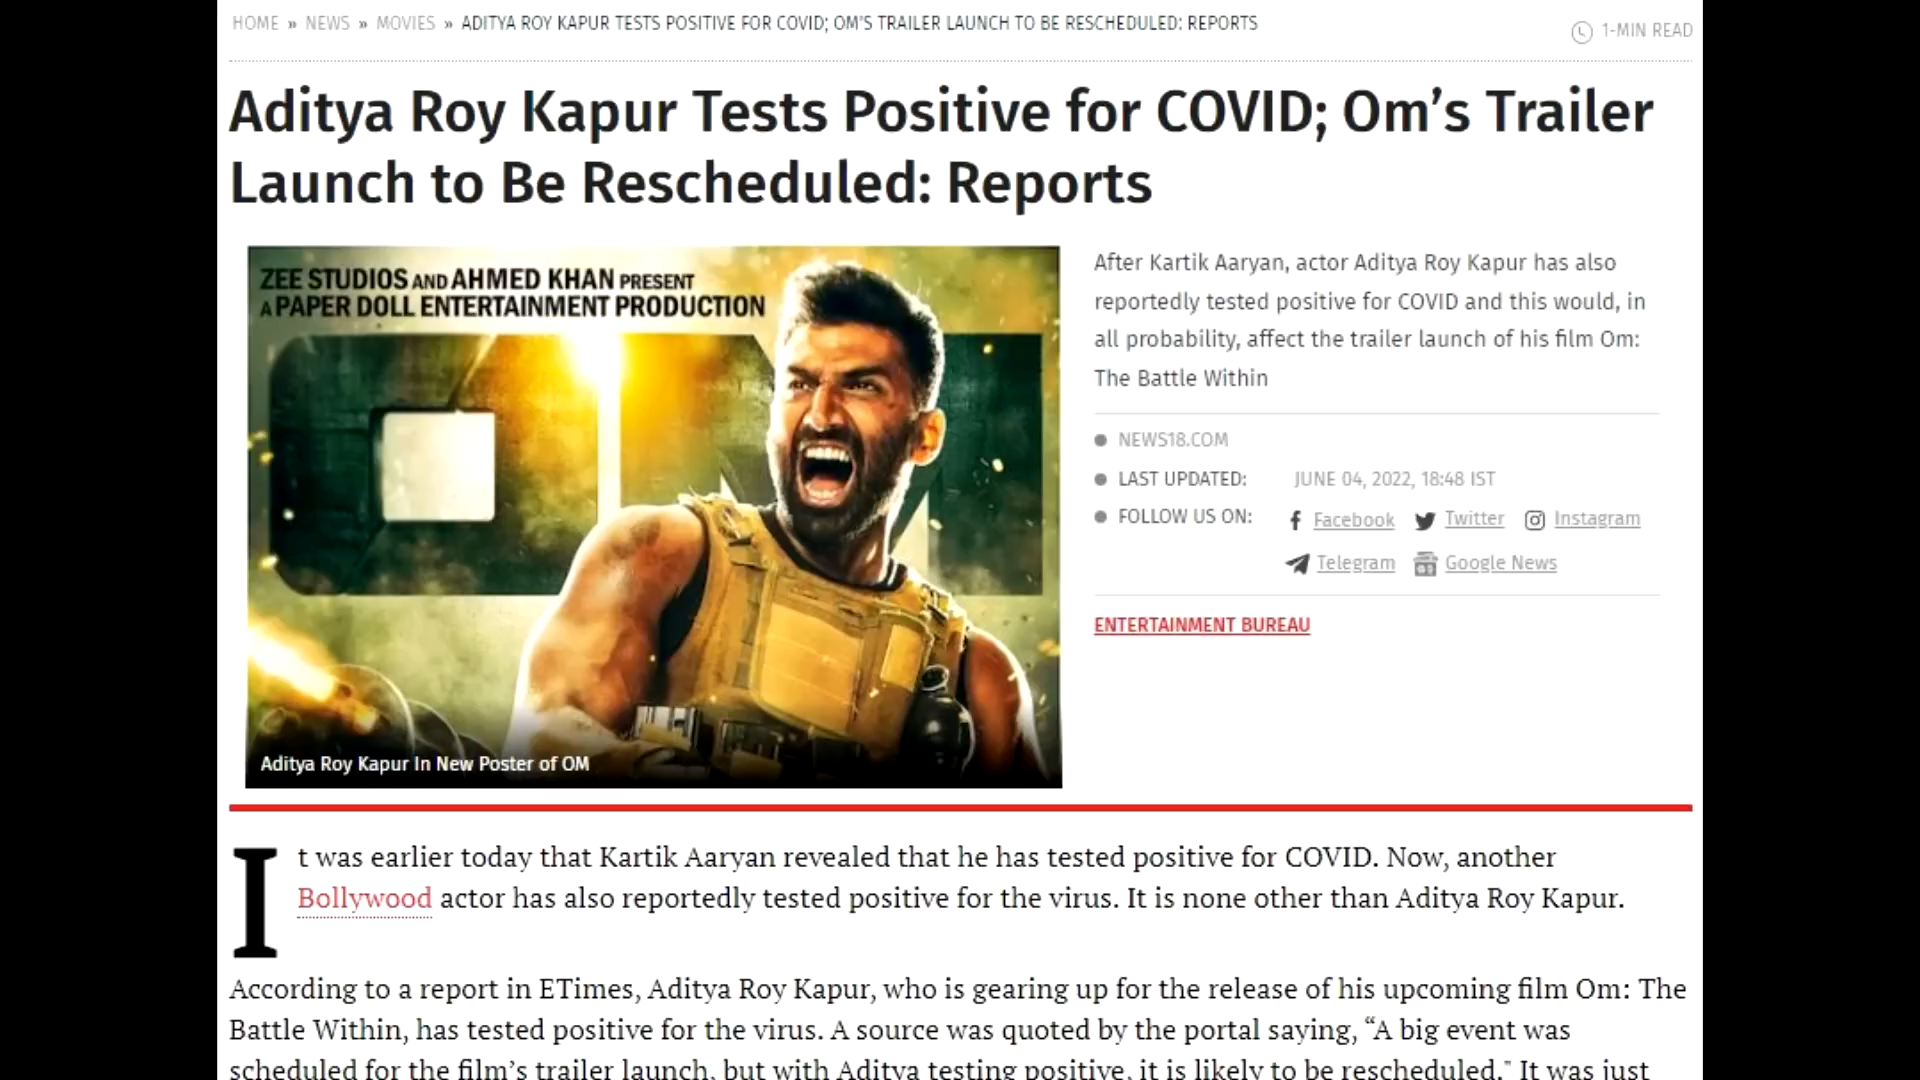 HOME » NEWS » MOVIES » ADITYA ROY KAPUR TESTS POSITIVE FOR COVID; OM'S TRAILER LAUNCH TO BE RESCHEDULED: REPORTS
1-MIN READ
Aditya Roy Kapur Tests Positive for COVID; Om’s Trailer
Launch to Be Rescheduled: Reports
ZEE STUDIOS AND AHMED KHAN PRESENT
A PAPER DOLL ENTERTAINMENT PRODUCTION
OM
Aditya Roy Kapur In New Poster of OM
After Kartik Aaryan, actor Aditya Roy Kapur has also
reportedly tested positive for COVID and this would, in
all probability, affect the trailer launch of his film Om:
The Battle Within
NEWS18.COM
LAST UPDATED: JUNE 04, 2022, 18:48 IST
FOLLOW US ON: Facebook Twitter Instagram
Telegram Google News
ENTERTAINMENT BUREAU
It was earlier today that Kartik Aaryan revealed that he has tested positive for COVID. Now, another
Bollywood actor has also reportedly tested positive for the virus. It is none other than Aditya Roy Kapur.
According to a report in ETimes, Aditya Roy Kapur, who is gearing up for the release of his upcoming film Om: The
Battle Within, has tested positive for the virus. A source was quoted by the portal saying, “A big event was
scheduled for the film’s trailer launch, but with Aditya testing positive, it is likely to be rescheduled." It was just